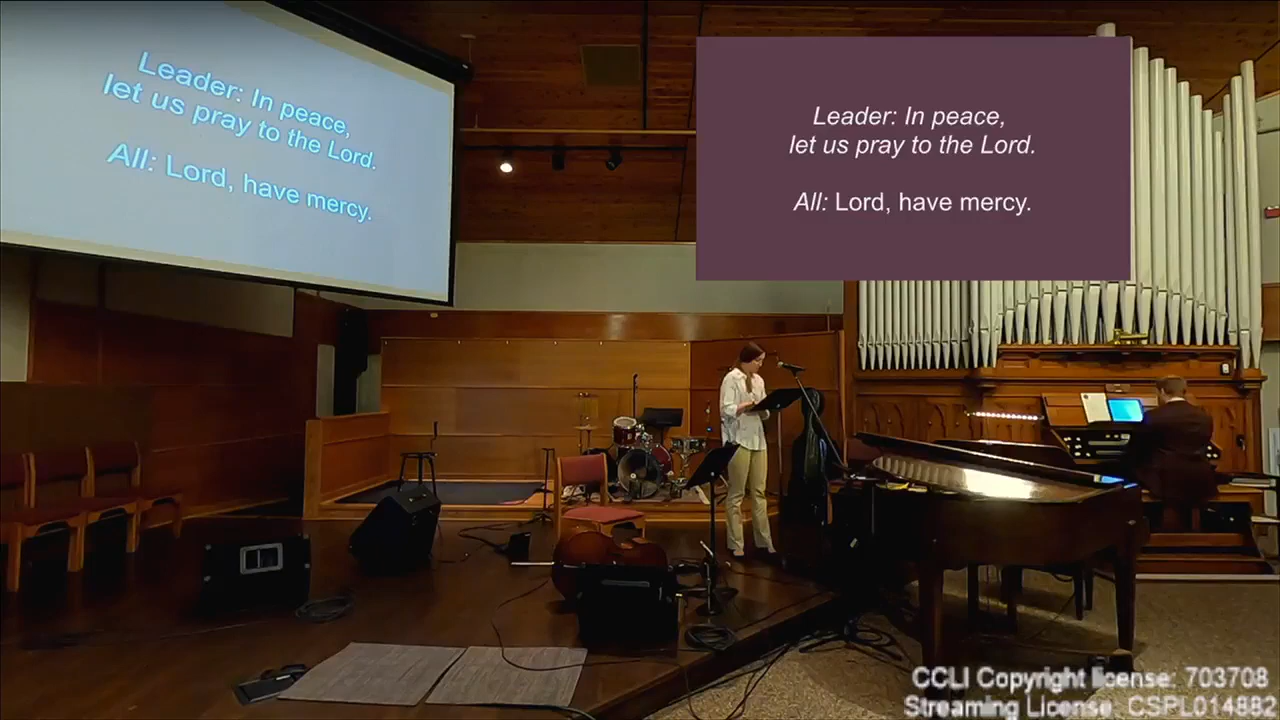 Leader: In peace,
let us pray to the Lord.
All: Lord, have mercy.
Leader: In peace,
let us pray to the Lord.
All: Lord, have mercy.
CCLI Copyright license: 703708
Streaming License, CSPL014882